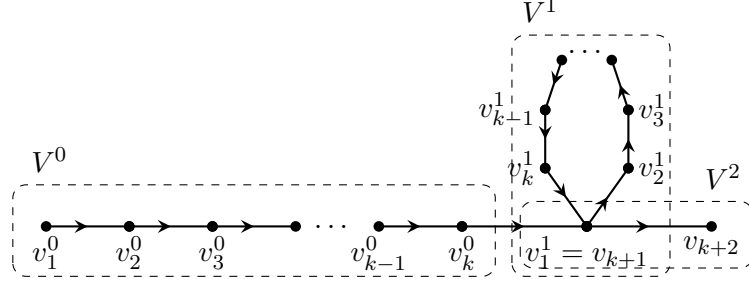 V^1
⋯
v^1_{k−1} v^1_3
V^0 v^1_k v^1_2 V^2
⋯
v^0_1 v^0_2 v^0_3 v^0_{k−1} v^0_k v^1_1 = v_{k+1} v_{k+2}